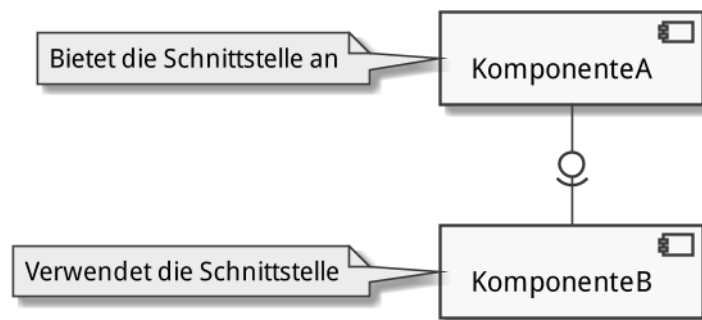 Bietet die Schnittstelle an
KomponenteA
Verwendet die Schnittstelle
KomponenteB